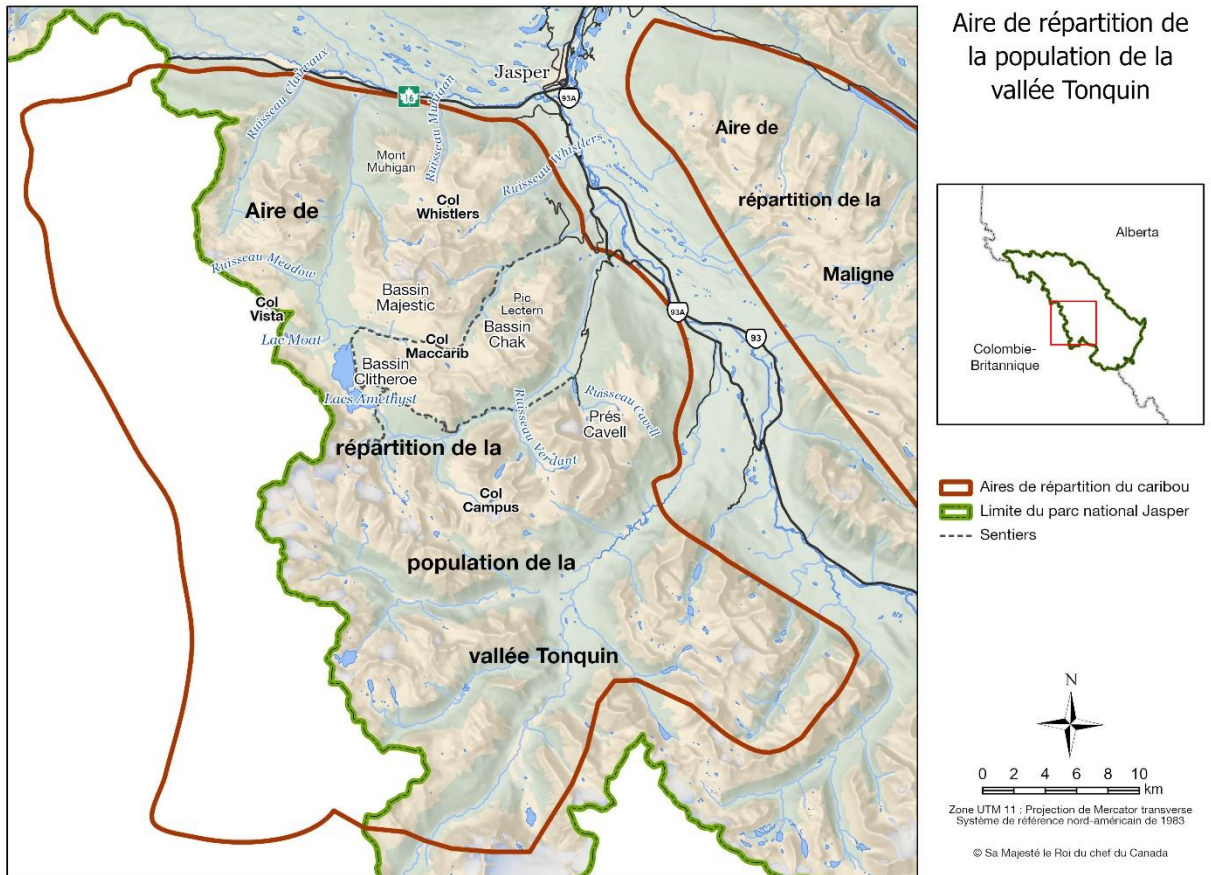 Aire de répartition de
la population de la
vallée Tonquin
Jasper
16
93A
Ruisseau Clairvaux
Ruisseau Muhigan
Ruisseau Whistlers
Mont
Muhigan
Col
Whistlers
Aire de
répartition de la
Maligne
Aire de
Ruisseau Meadow
Col
Vista
Lac Moat
Bassin
Majestic
Pic
Lectern
Bassin
Chak
Col
Maccarib
Bassin
Clitheroe
Lacs Amethyst
93A
93
Ruisseau Verdant
Ruisseau Cavell
Prés
Cavell
répartition de la
Col
Campus
population de la
vallée Tonquin
Alberta
Colombie-
Britannique
Aires de répartition du caribou
Limite du parc national Jasper
Sentiers
N
0 2 4 6 8 10
km
Zone UTM 11 : Projection de Mercator transverse
Système de référence nord-américain de 1983
© Sa Majesté le Roi du chef du Canada